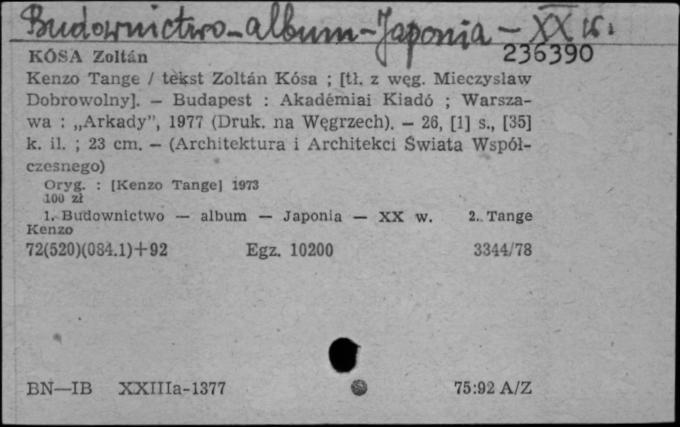 Budownictwo - album - Japonia - XX w.
236390
KÓSA Zoltán
Kenzo Tange / tekst Zoltán Kósa ; [tł. z węg. Mieczysław
Dobrowolny]. — Budapest : Akadémiai Kiadó ; Warsza-
wa : „Arkady”, 1977 (Druk. na Węgrzech). — 26, [1] s., [35]
k. il. ; 23 cm. — (Architektura i Architekci Świata Współ-
czesnego)
Oryg. : [Kenzo Tange] 1973
100 zł
1. Budownictwo — album — Japonia — XX w. 2. Tange
Kenzo
72(520)(084.1)+92 Egz. 10200 3344/78
BN—IB XXIIIa-1377 75:92 A/Z